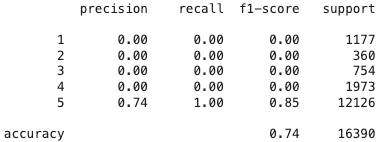 precision recall f1-score support
1 0.00 0.00 0.00 1177
2 0.00 0.00 0.00 360
3 0.00 0.00 0.00 754
4 0.00 0.00 0.00 1973
5 0.74 1.00 0.85 12126
accuracy 0.74 16390